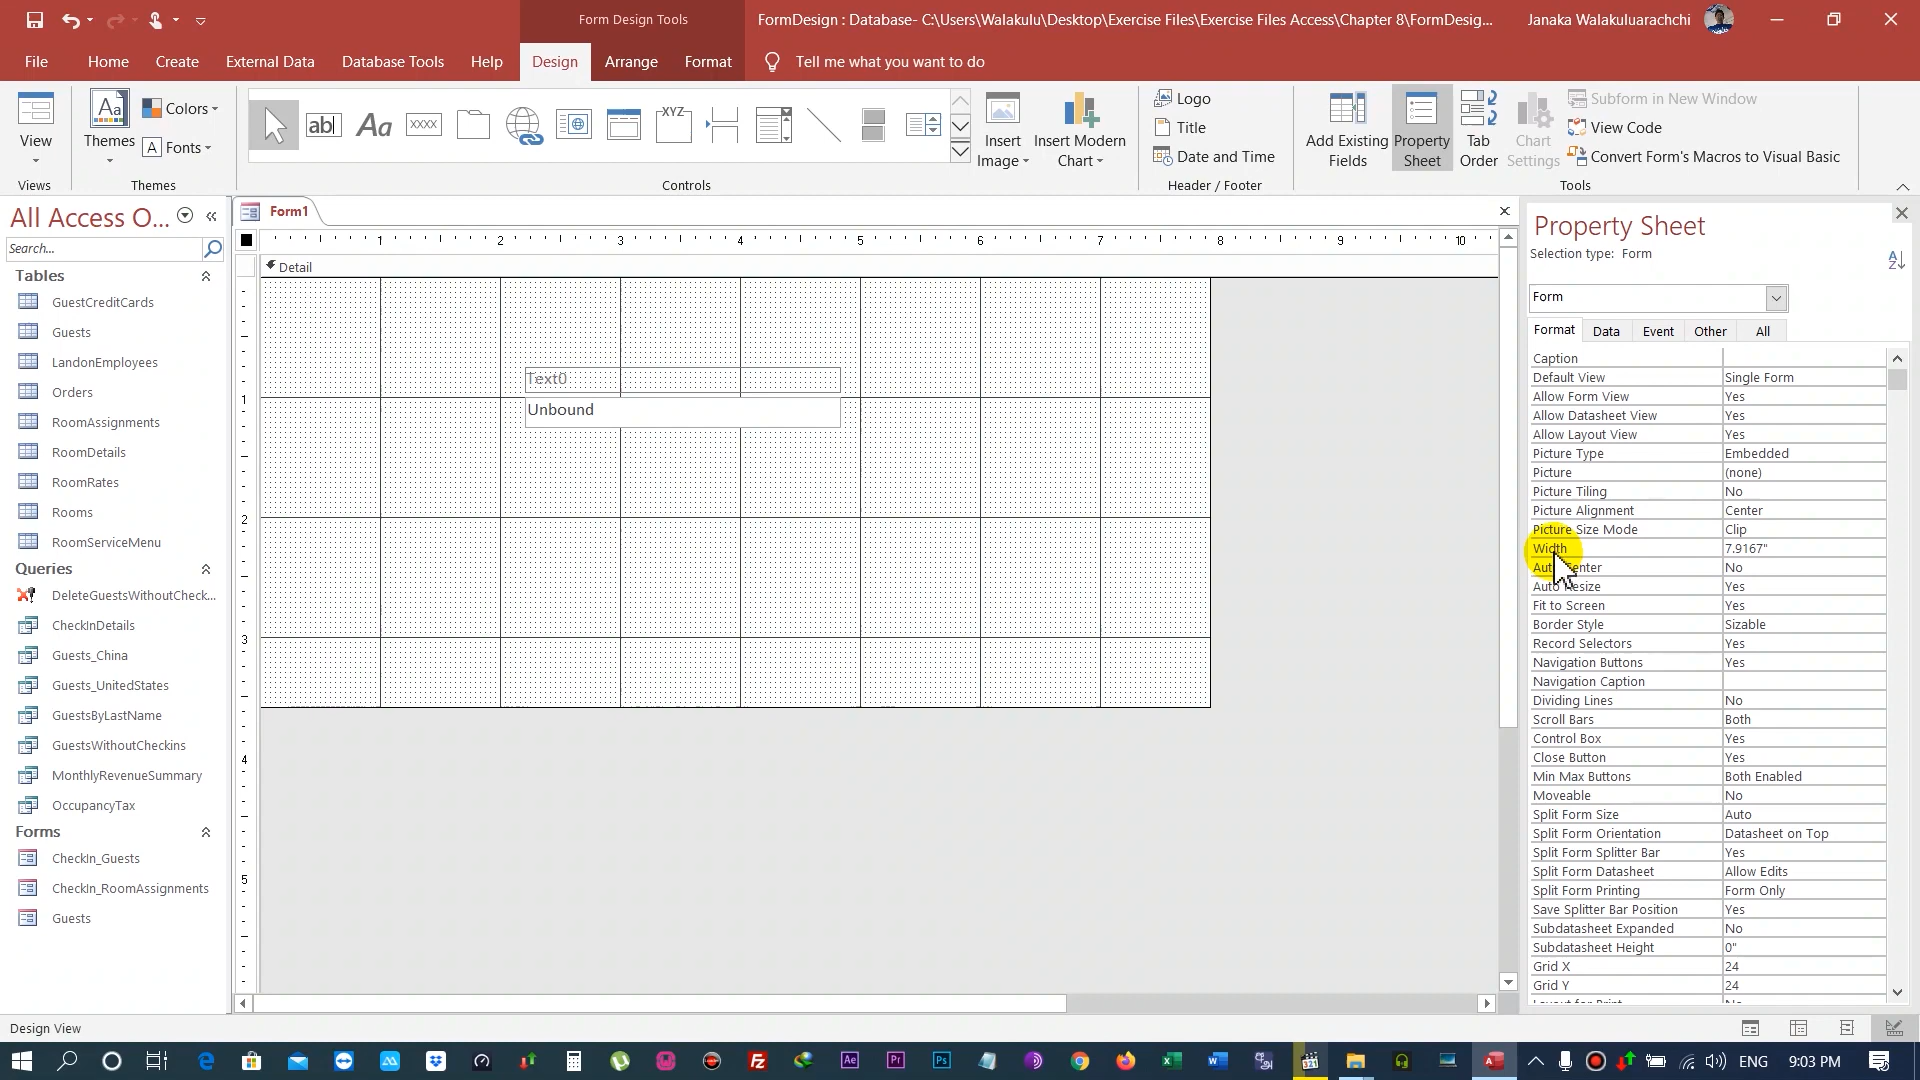 Form Design Tools
FormDesign : Database- C:\Users\Walakulu\Desktop\Exercise Files\Exercise Files Access\Chapter 8\FormDesig...
Janaka Walakuluarachchi
File
Home
Create
External Data
Database Tools
Help
Design
Arrange
Format
Tell me what you want to do
View
Themes
Colors
Fonts
Aa
ab|
Aa
XXXX
XYZ
Insert
Image
Insert Modern
Chart
Logo
Title
Date and Time
Add Existing
Fields
Property
Sheet
Tab
Order
Chart
Settings
Subform in New Window
View Code
Convert Form's Macros to Visual Basic
Views
Themes
Controls
Header / Footer
Tools
All Access O...
Search...
Tables
GuestCreditCards
Guests
LandonEmployees
Orders
RoomAssignments
RoomDetails
RoomRates
Rooms
RoomServiceMenu
Queries
DeleteGuestsWithoutCheck...
CheckInDetails
Guests_China
Guests_UnitedStates
GuestsByLastName
GuestsWithoutCheckins
MonthlyRevenueSummary
OccupancyTax
Forms
CheckIn_Guests
CheckIn_RoomAssignments
Guests
Form1
1 2 3 4 5 6 7 8 9 10
Detail
1
2
3
4
5
Text0
Unbound
Property Sheet
Selection type: Form
Form
Format Data Event Other All
Caption
Default View Single Form
Allow Form View Yes
Allow Datasheet View Yes
Allow Layout View Yes
Picture Type Embedded
Picture (none)
Picture Tiling No
Picture Alignment Center
Picture Size Mode Clip
Width 7.9167"
Auto Center No
Auto Resize Yes
Fit to Screen Yes
Border Style Sizable
Record Selectors Yes
Navigation Buttons Yes
Navigation Caption
Dividing Lines No
Scroll Bars Both
Control Box Yes
Close Button Yes
Min Max Buttons Both Enabled
Moveable No
Split Form Size Auto
Split Form Orientation Datasheet on Top
Split Form Splitter Bar Yes
Split Form Datasheet Allow Edits
Split Form Printing Form Only
Save Splitter Bar Position Yes
Subdatasheet Expanded No
Subdatasheet Height 0"
Grid X 24
Grid Y 24
Design View
ENG
9:03 PM